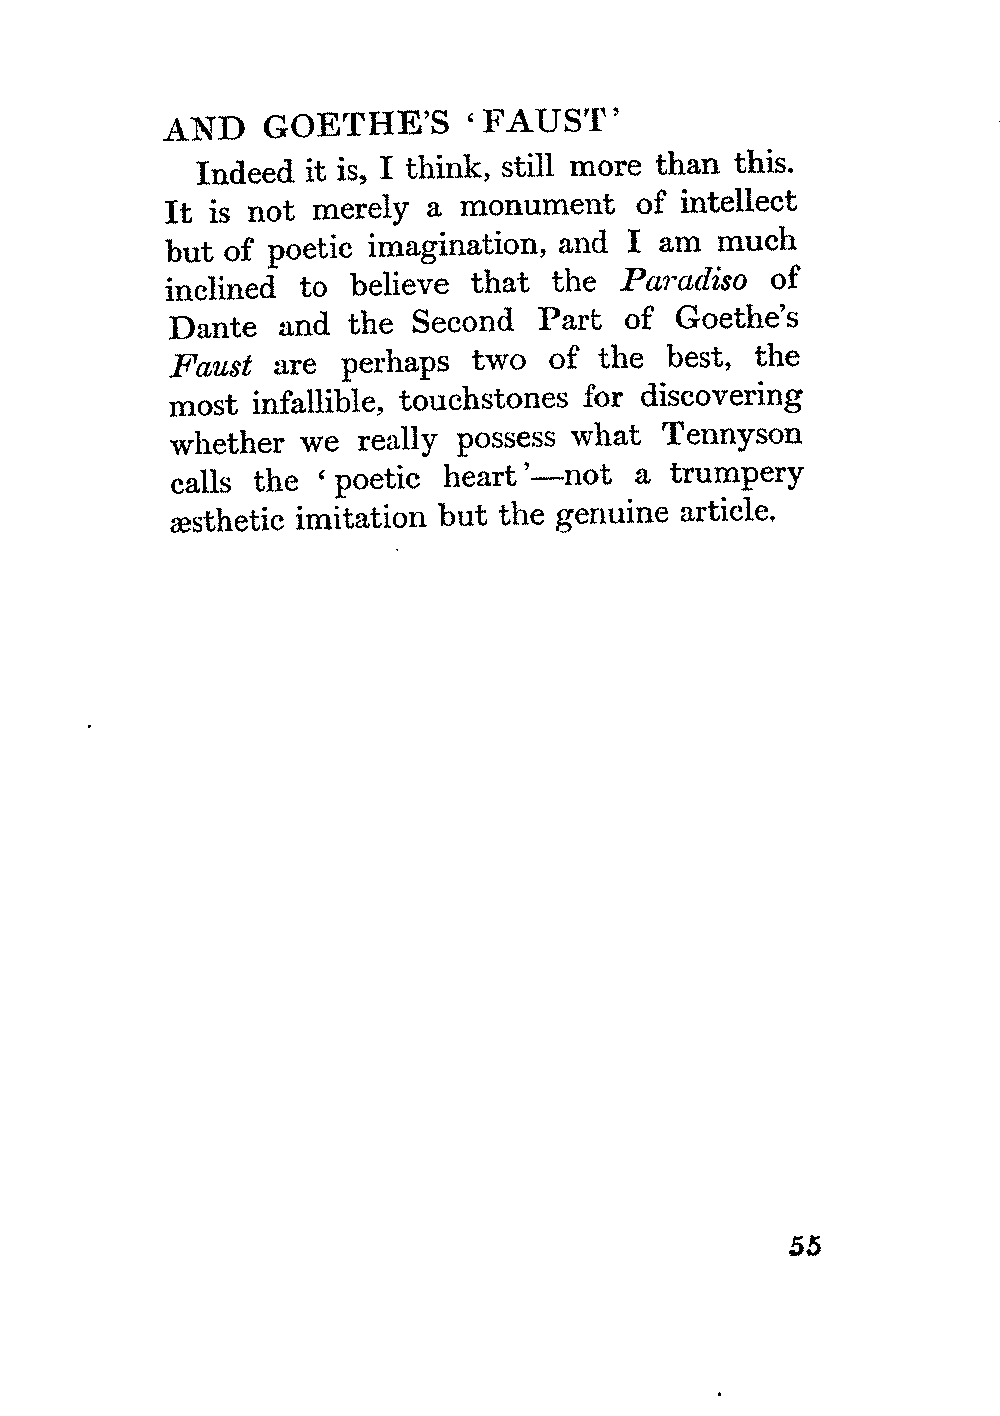 AND GOETHE'S ‘FAUST’
Indeed it is, I think, still more than this.
It is not merely a monument of intellect
but of poetic imagination, and I am much
inclined to believe that the Paradiso of
Dante and the Second Part of Goethe's
Faust are perhaps two of the best, the
most infallible, touchstones for discovering
whether we really possess what Tennyson
calls the ‘poetic heart’—not a trumpery
æsthetic imitation but the genuine article.
55